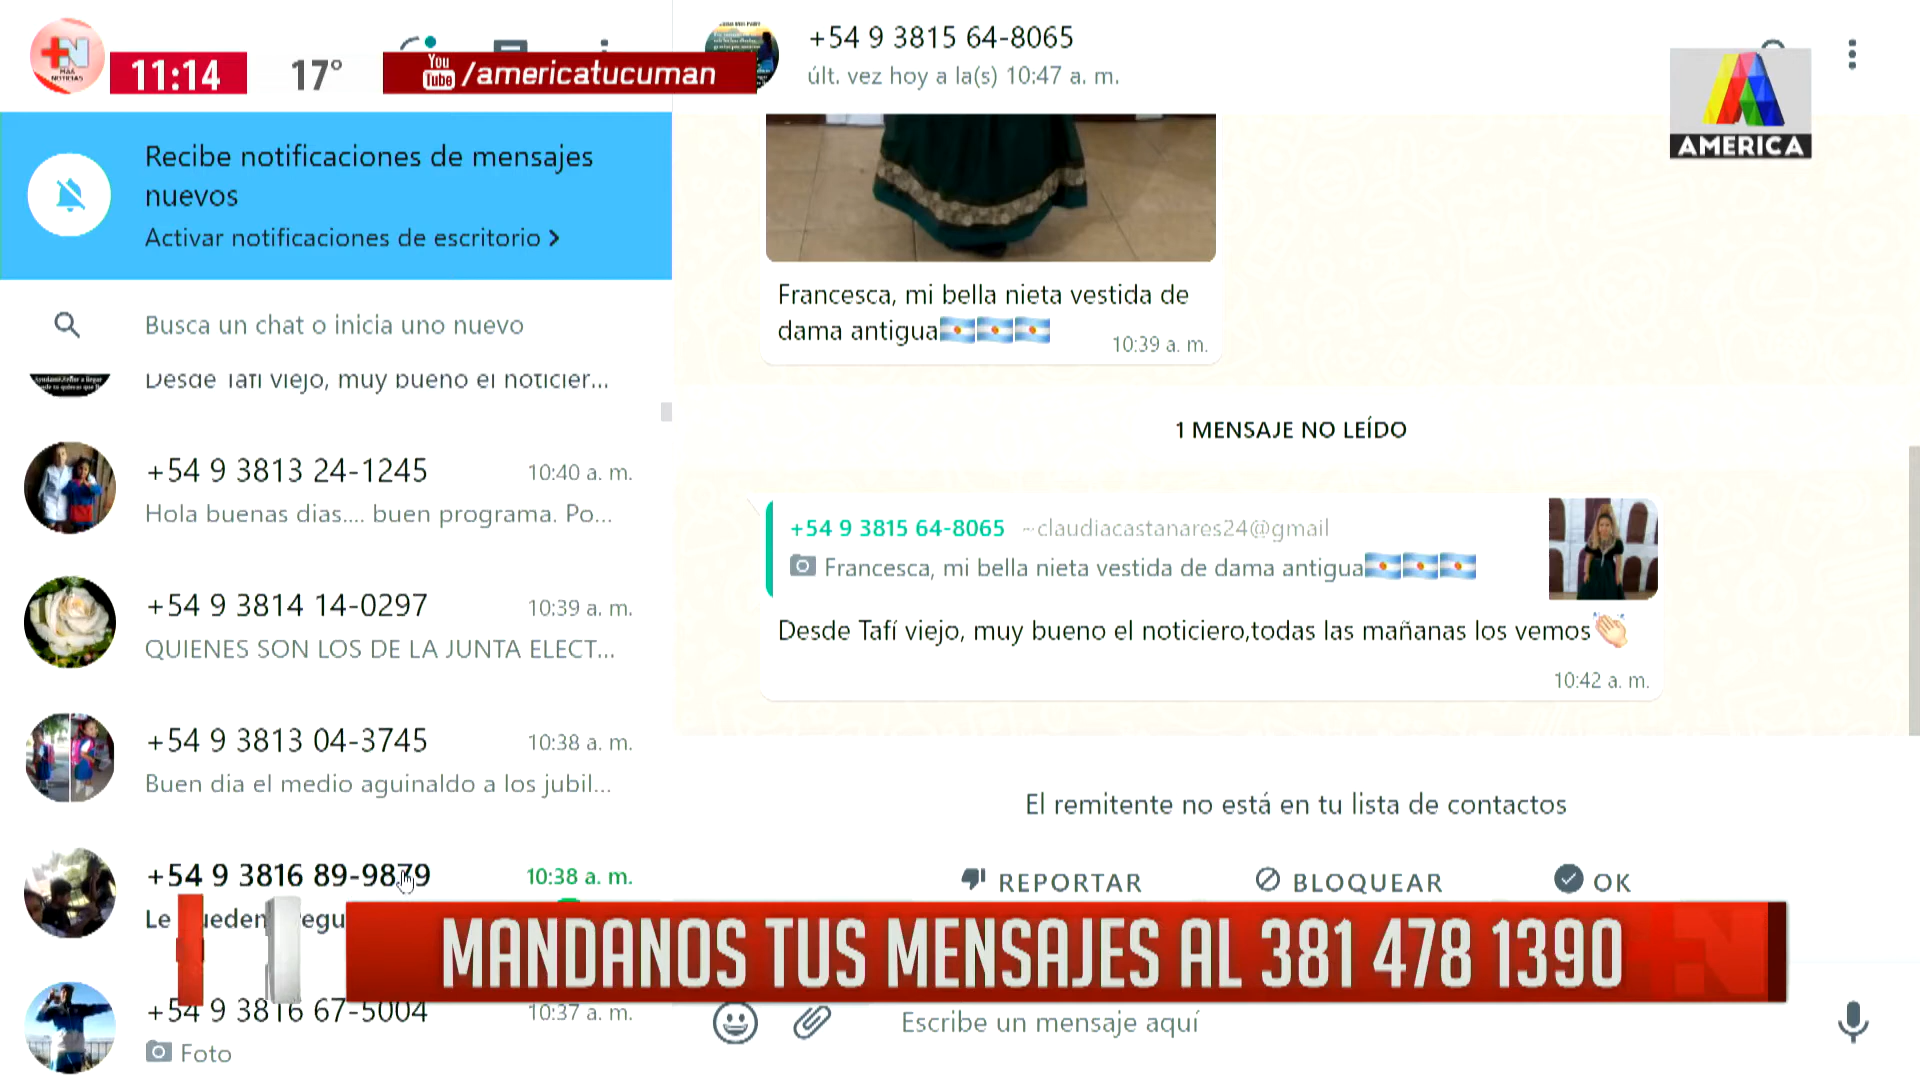 11:14
17°
You Tube /americatucuman
+54 9 3815 64-8065
últ. vez hoy a la(s) 10:47 a. m.
AMERICA
MÁS NOTICIAS
Recibe notificaciones de mensajes
nuevos
Activar notificaciones de escritorio >
Busca un chat o inicia uno nuevo
Desde Tafí viejo, muy bueno el noticier...
+54 9 3813 24-1245 10:40 a. m.
Hola buenas dias.... buen programa. Po...
+54 9 3814 14-0297 10:39 a. m.
QUIENES SON LOS DE LA JUNTA ELECT...
+54 9 3813 04-3745 10:38 a. m.
Buen dia el medio aguinaldo a los jubil...
+54 9 3816 89-9879 10:38 a. m.
Le
+54 9 3816 67-5004 10:37 a. m.
Foto
Francesca, mi bella nieta vestida de
dama antigua🇦🇷🇦🇷🇦🇷
10:39 a. m.
1 MENSAJE NO LEÍDO
+54 9 3815 64-8065 ~claudiacastanares24@gmail
Francesca, mi bella nieta vestida de dama antigua🇦🇷🇦🇷🇦🇷
Desde Tafí viejo, muy bueno el noticiero,todas las mañanas los vemos👏🏻
10:42 a. m.
El remitente no está en tu lista de contactos
REPORTAR BLOQUEAR OK
MANDANOS TUS MENSAJES AL 381 478 1390
Escribe un mensaje aquí